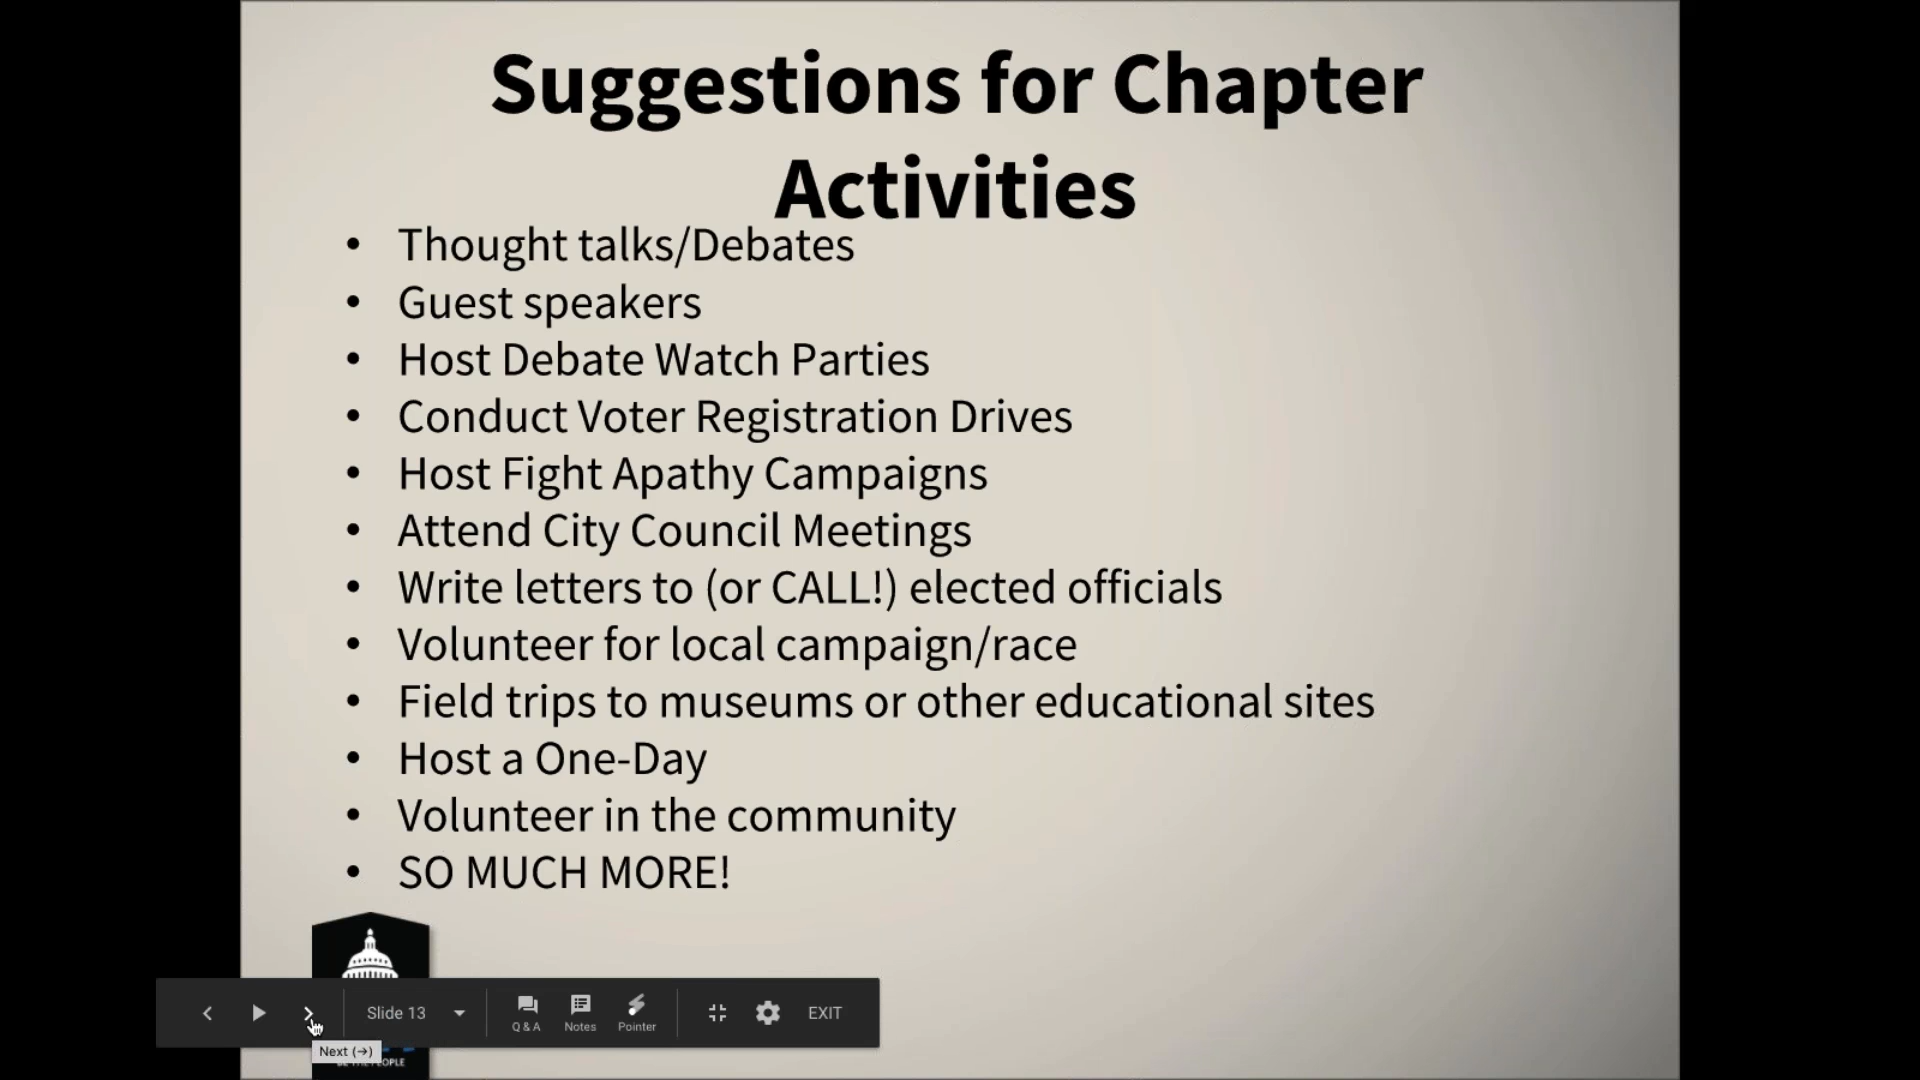 Suggestions for Chapter
Activities
• Thought talks/Debates
• Guest speakers
• Host Debate Watch Parties
• Conduct Voter Registration Drives
• Host Fight Apathy Campaigns
• Attend City Council Meetings
• Write letters to (or CALL!) elected officials
• Volunteer for local campaign/race
• Field trips to museums or other educational sites
• Host a One-Day
• Volunteer in the community
• SO MUCH MORE!
Slide 13
Q & A
Notes
Pointer
EXIT
Next (→)